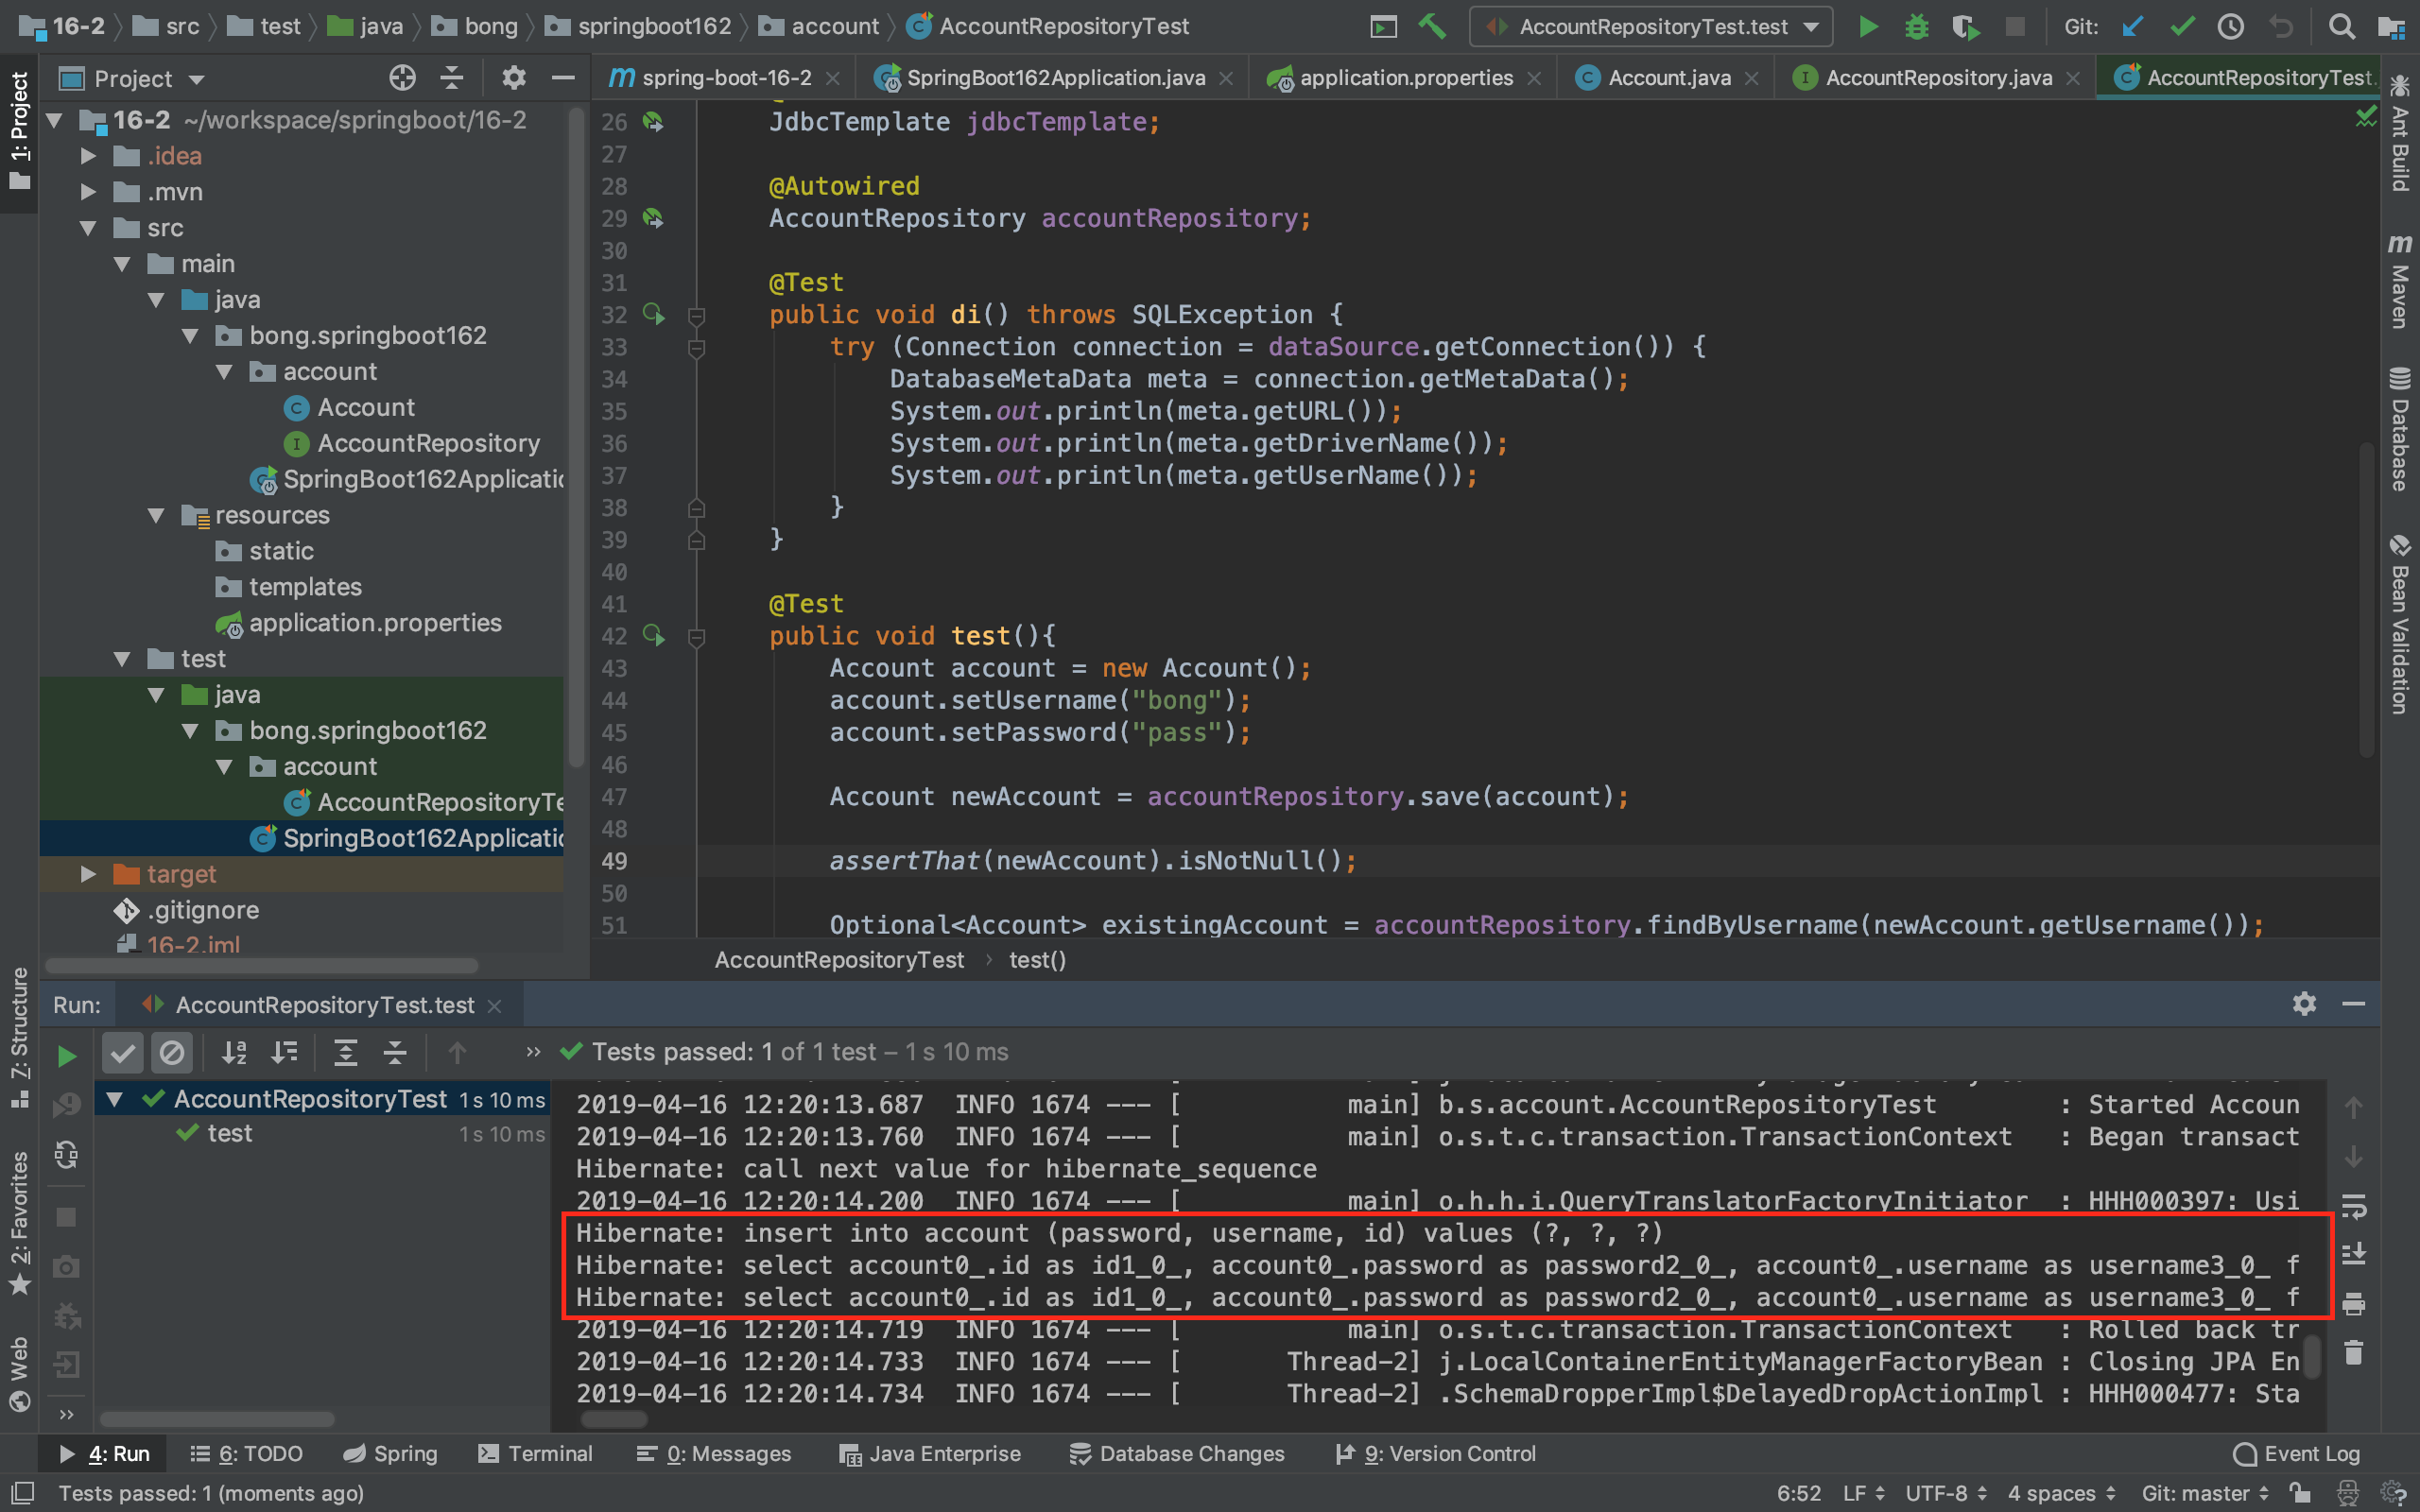 16-2 src test java bong springboot162 account AccountRepositoryTest AccountRepositoryTest.test Git:
Project
spring-boot-16-2 SpringBoot162Application.java application.properties Account.java AccountRepository.java AccountRepositoryTest.
1: Project
16-2 ~/workspace/springboot/16-2
.idea
.mvn
src
main
java
bong.springboot162
account
Account
AccountRepository
SpringBoot162Applicatio
resources
static
templates
application.properties
test
java
bong.springboot162
account
AccountRepositoryTe
SpringBoot162Applicatio
target
.gitignore
16-2.iml
26 JdbcTemplate jdbcTemplate;
27
28 @Autowired
29 AccountRepository accountRepository;
30
31 @Test
32 public void di() throws SQLException {
33 try (Connection connection = dataSource.getConnection()) {
34 DatabaseMetaData meta = connection.getMetaData();
35 System.out.println(meta.getURL());
36 System.out.println(meta.getDriverName());
37 System.out.println(meta.getUserName());
38 }
39 }
40
41 @Test
42 public void test(){
43 Account account = new Account();
44 account.setUsername("bong");
45 account.setPassword("pass");
46
47 Account newAccount = accountRepository.save(account);
48
49 assertThat(newAccount).isNotNull();
50
51 Optional<Account> existingAccount = accountRepository.findByUsername(newAccount.getUsername());
AccountRepositoryTest › test()
Ant Build
Maven
Database
Bean Validation
7: Structure
2: Favorites
Web
Run: AccountRepositoryTest.test
» Tests passed: 1 of 1 test – 1 s 10 ms
AccountRepositoryTest 1 s 10 ms
test 1 s 10 ms
2019-04-16 12:20:13.687 INFO 1674 --- [ main] b.s.account.AccountRepositoryTest : Started Accoun
2019-04-16 12:20:13.760 INFO 1674 --- [ main] o.s.t.c.transaction.TransactionContext : Began transact
Hibernate: call next value for hibernate_sequence
2019-04-16 12:20:14.200 INFO 1674 --- [ main] o.h.h.i.QueryTranslatorFactoryInitiator : HHH000397: Usi
Hibernate: insert into account (password, username, id) values (?, ?, ?)
Hibernate: select account0_.id as id1_0_, account0_.password as password2_0_, account0_.username as username3_0_ f
Hibernate: select account0_.id as id1_0_, account0_.password as password2_0_, account0_.username as username3_0_ f
2019-04-16 12:20:14.719 INFO 1674 --- [ main] o.s.t.c.transaction.TransactionContext : Rolled back tr
2019-04-16 12:20:14.733 INFO 1674 --- [ Thread-2] j.LocalContainerEntityManagerFactoryBean : Closing JPA En
2019-04-16 12:20:14.734 INFO 1674 --- [ Thread-2] .SchemaDropperImpl$DelayedDropActionImpl : HHH000477: Sta
»
4: Run 6: TODO Spring Terminal 0: Messages Java Enterprise Database Changes 9: Version Control Event Log
Tests passed: 1 (moments ago) 6:52 LF UTF-8 4 spaces Git: master